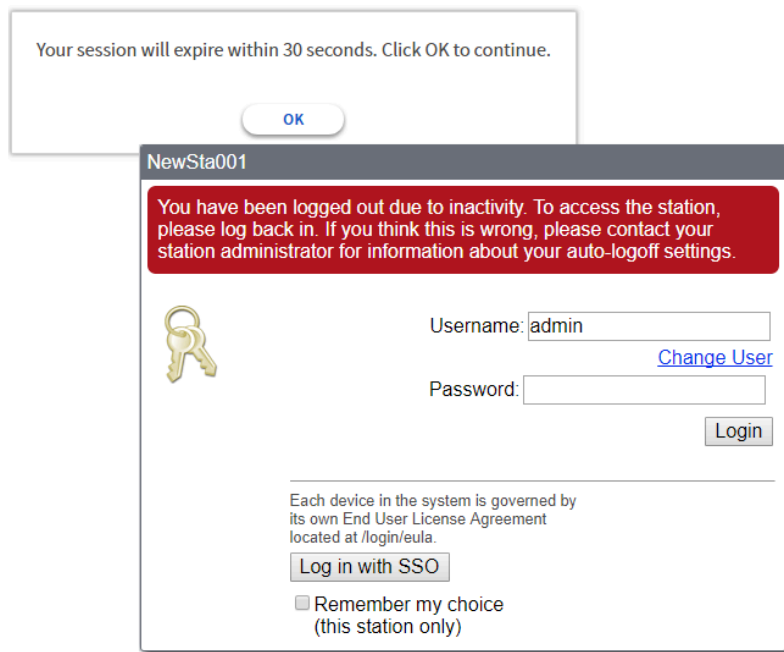 Your session will expire within 30 seconds. Click OK to continue.
OK
NewSta001
You have been logged out due to inactivity. To access the station,
please log back in. If you think this is wrong, please contact your
station administrator for information about your auto-logoff settings.
Username: admin
Change User
Password:
Login
Each device in the system is governed by
its own End User License Agreement
located at /login/eula.
Log in with SSO
Remember my choice
(this station only)